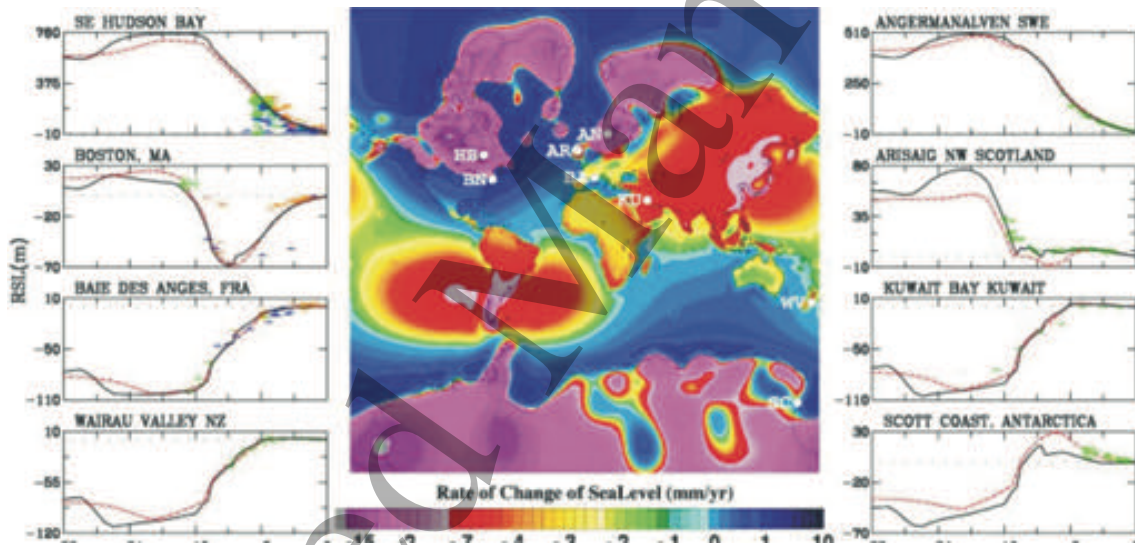 SE HUDSON BAY
760
375
-10
BOSTON, MA
30
-20
-70
BAIE DES ANGES, FRA
10
-50
-110
WAIRAU VALLEY NZ
10
-55
-120
RSL(m)
HB
BN
AR
AN
KU
WV
Rate of Change of SeaLevel (mm/yr)
-3 -2 -1 0 1 10
ANGERMANALVEN SWE
510
250
-10
ARISAIG NW SCOTLAND
80
35
-10
KUWAIT BAY KUWAIT
10
-50
-110
SCOTT COAST, ANTARCTICA
30
-20
-70